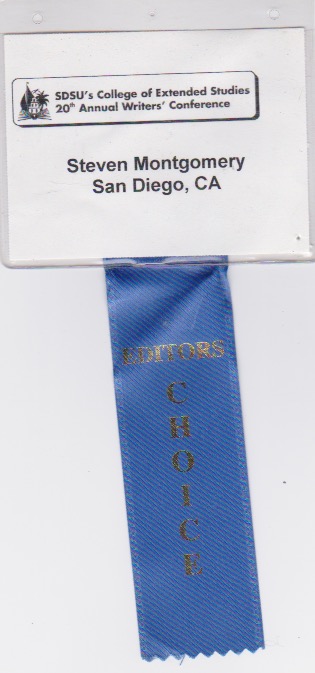 SDSU's College of Extended Studies
20th Annual Writers' Conference
Steven Montgomery
San Diego, CA
EDITORS
CHOICE